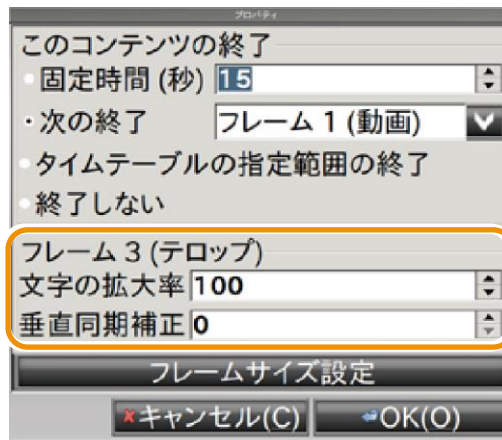 プロパティ
このコンテンツの終了
固定時間 (秒) 15
・次の終了 フレーム 1 (動画)
タイムテーブルの指定範囲の終了
終了しない
フレーム 3 (テロップ)
文字の拡大率 100
垂直同期補正 0
フレームサイズ設定
キャンセル(C) OK(O)